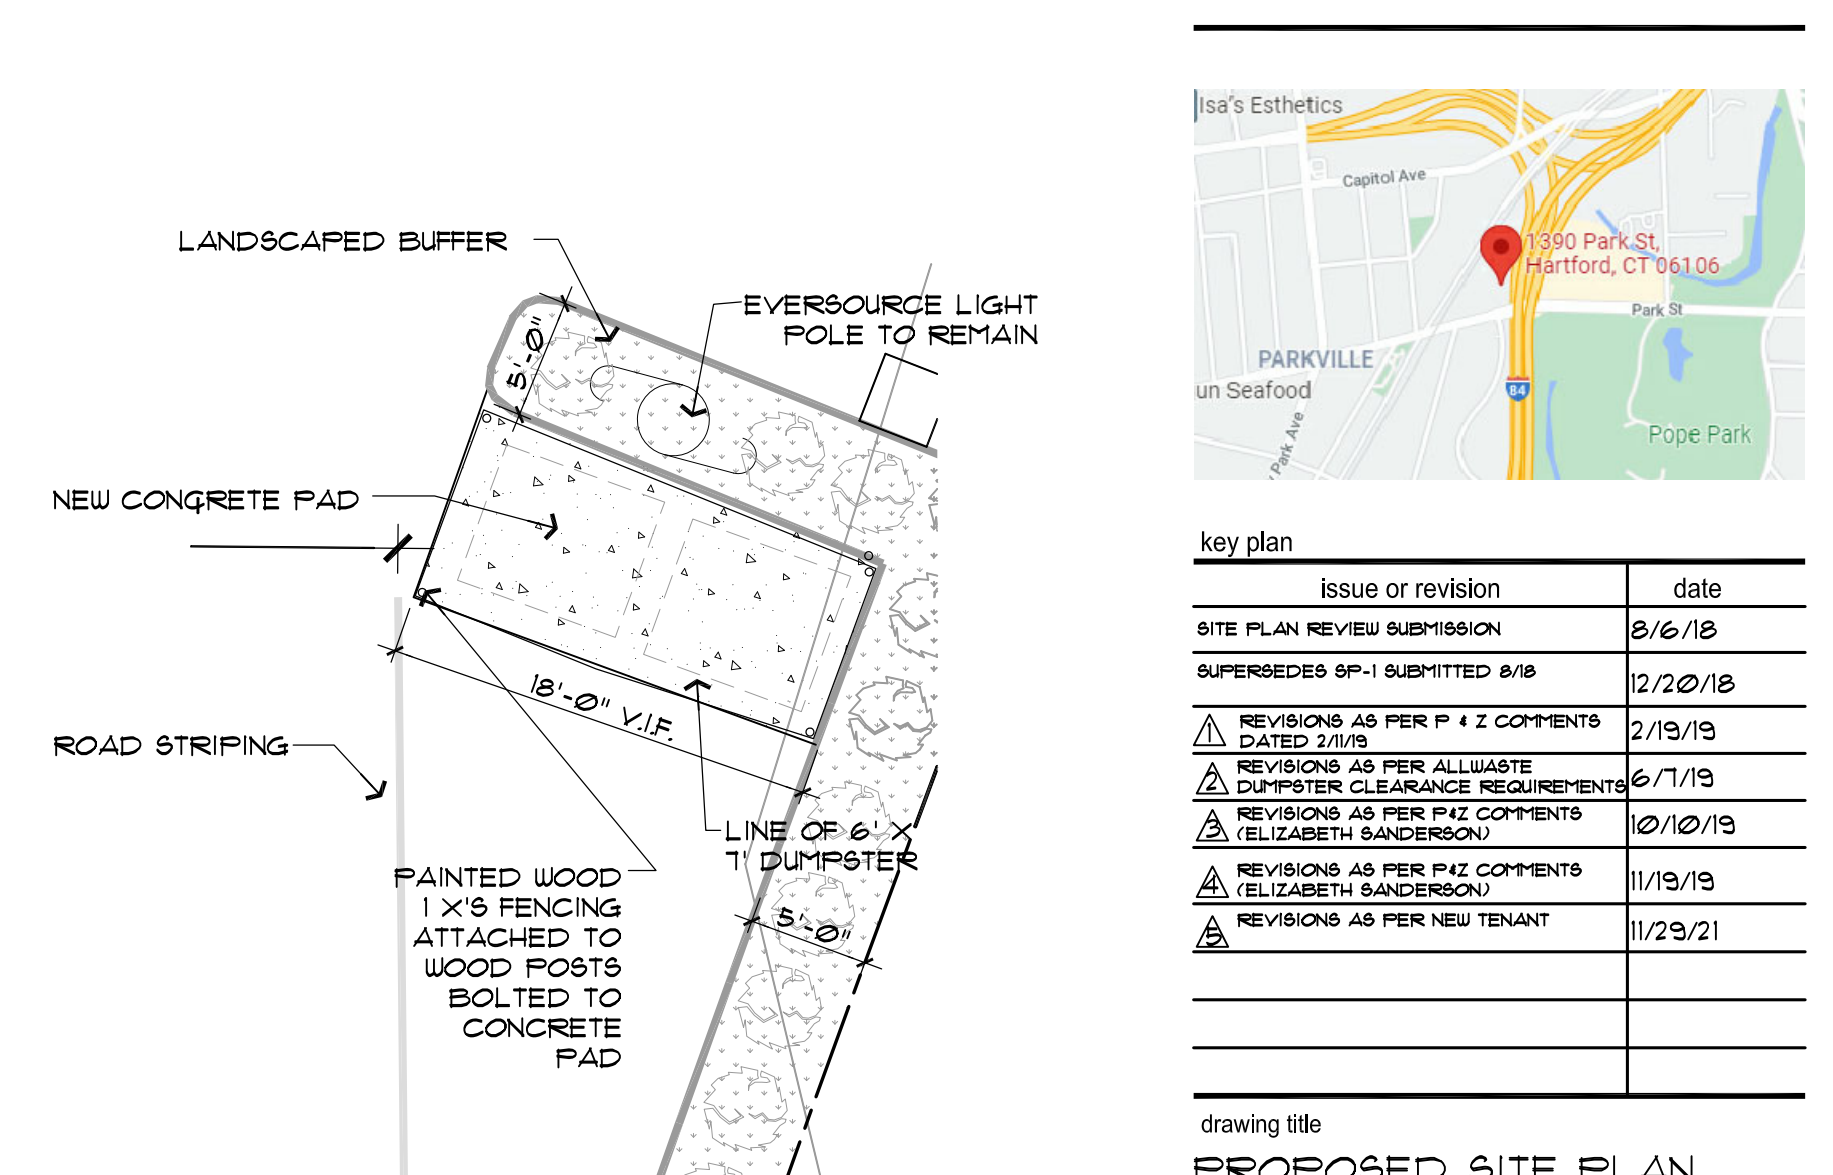 LANDSCAPED BUFFER
EVERSOURCE LIGHT
POLE TO REMAIN
5'-0"
NEW CONGRETE PAD
18'-0" V.I.F.
ROAD STRIPING
LINE OF 6' X
7' DUMPSTER
PAINTED WOOD
1 X'S FENCING
ATTACHED TO
WOOD POSTS
BOLTED TO
CONCRETE
PAD
5'-0"
Isa's Esthetics
Capitol Ave
1390 Park St,
Hartford, CT 06106
Park St
PARKVILLE
un Seafood
84
Park Ave
Pope Park
key plan
issue or revision date
SITE PLAN REVIEW SUBMISSION 8/6/18
SUPERSEDES SP-1 SUBMITTED 8/18
12/20/18
1 REVISIONS AS PER P & Z COMMENTS
DATED 2/11/19 2/19/19
2 REVISIONS AS PER ALLWASTE
DUMPSTER CLEARANCE REQUIREMENTS 6/7/19
3 REVISIONS AS PER P&Z COMMENTS
(ELIZABETH SANDERSON) 10/10/19
4 REVISIONS AS PER P&Z COMMENTS
(ELIZABETH SANDERSON) 11/19/19
5 REVISIONS AS PER NEW TENANT 11/29/21
drawing title
PROPOSED SITE PLAN